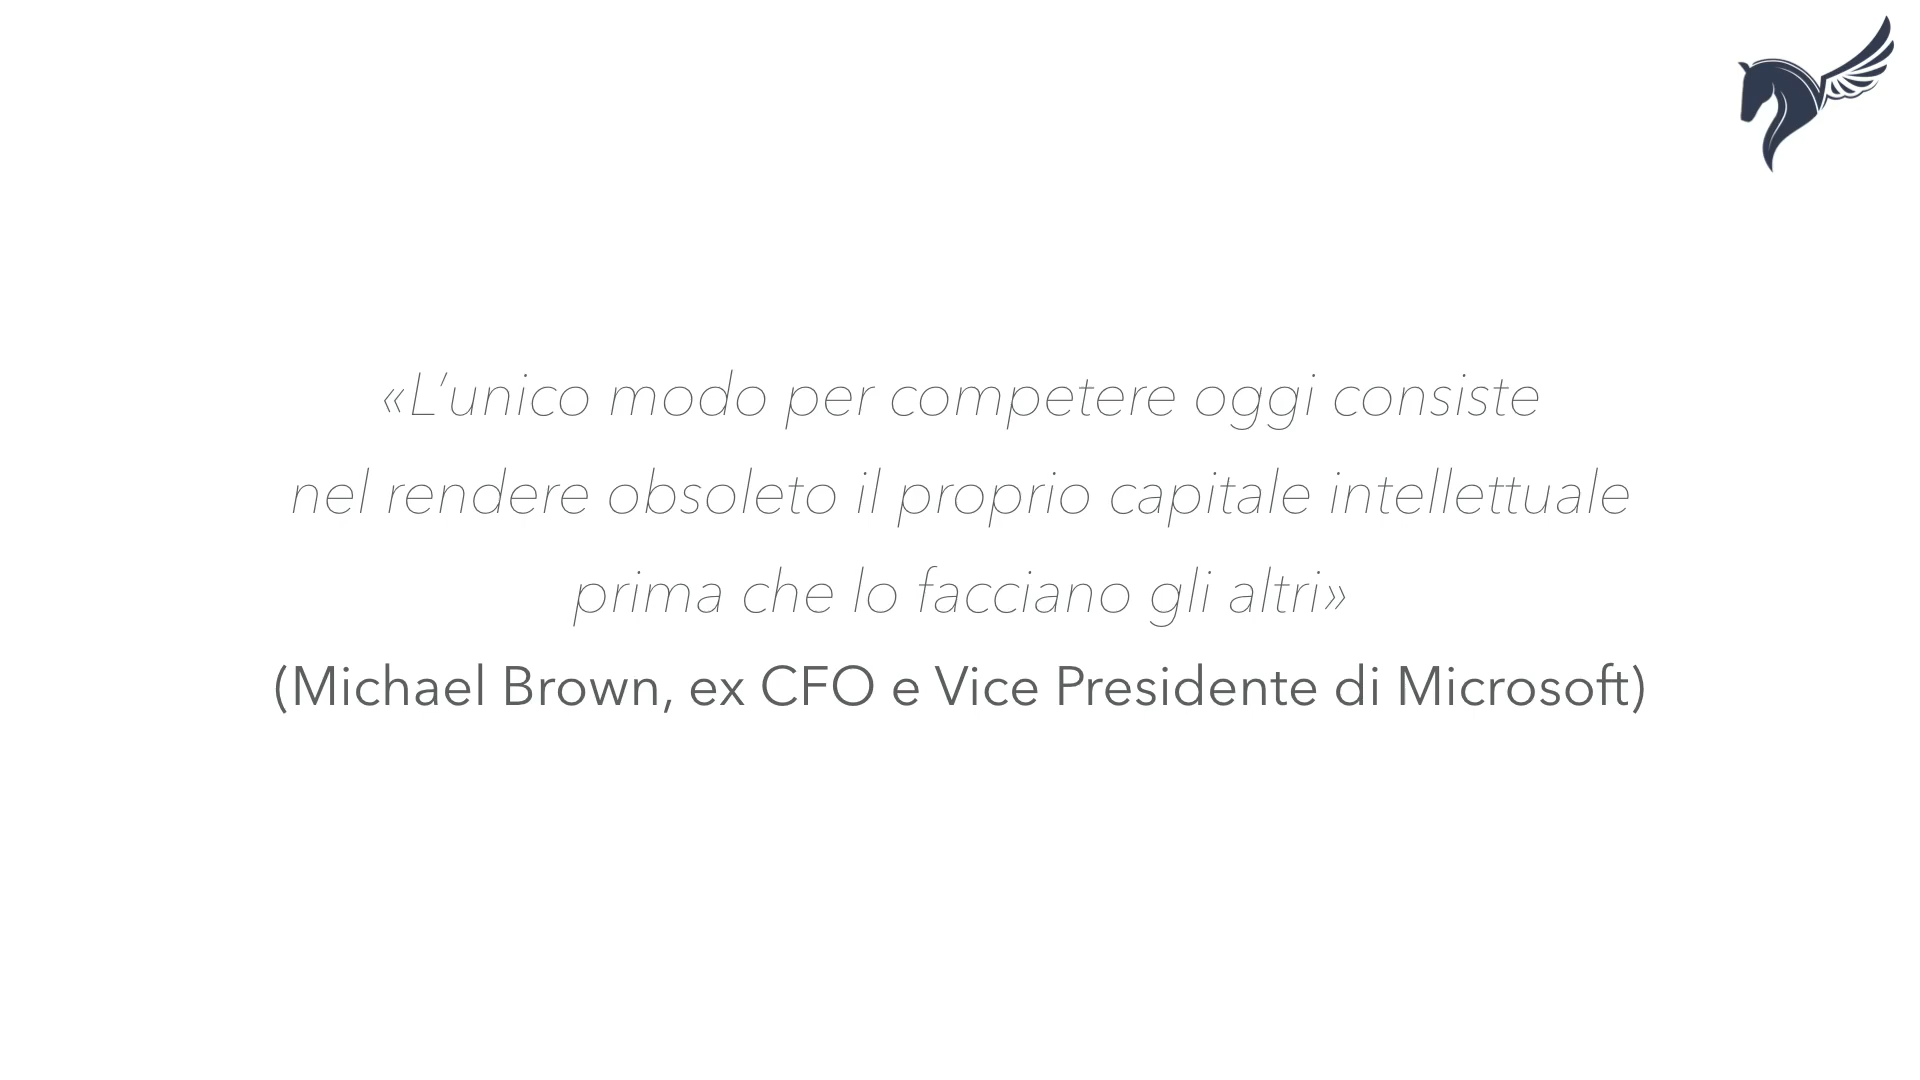 «L’unico modo per competere oggi consiste
nel rendere obsoleto il proprio capitale intellettuale
prima che lo facciano gli altri»
(Michael Brown, ex CFO e Vice Presidente di Microsoft)